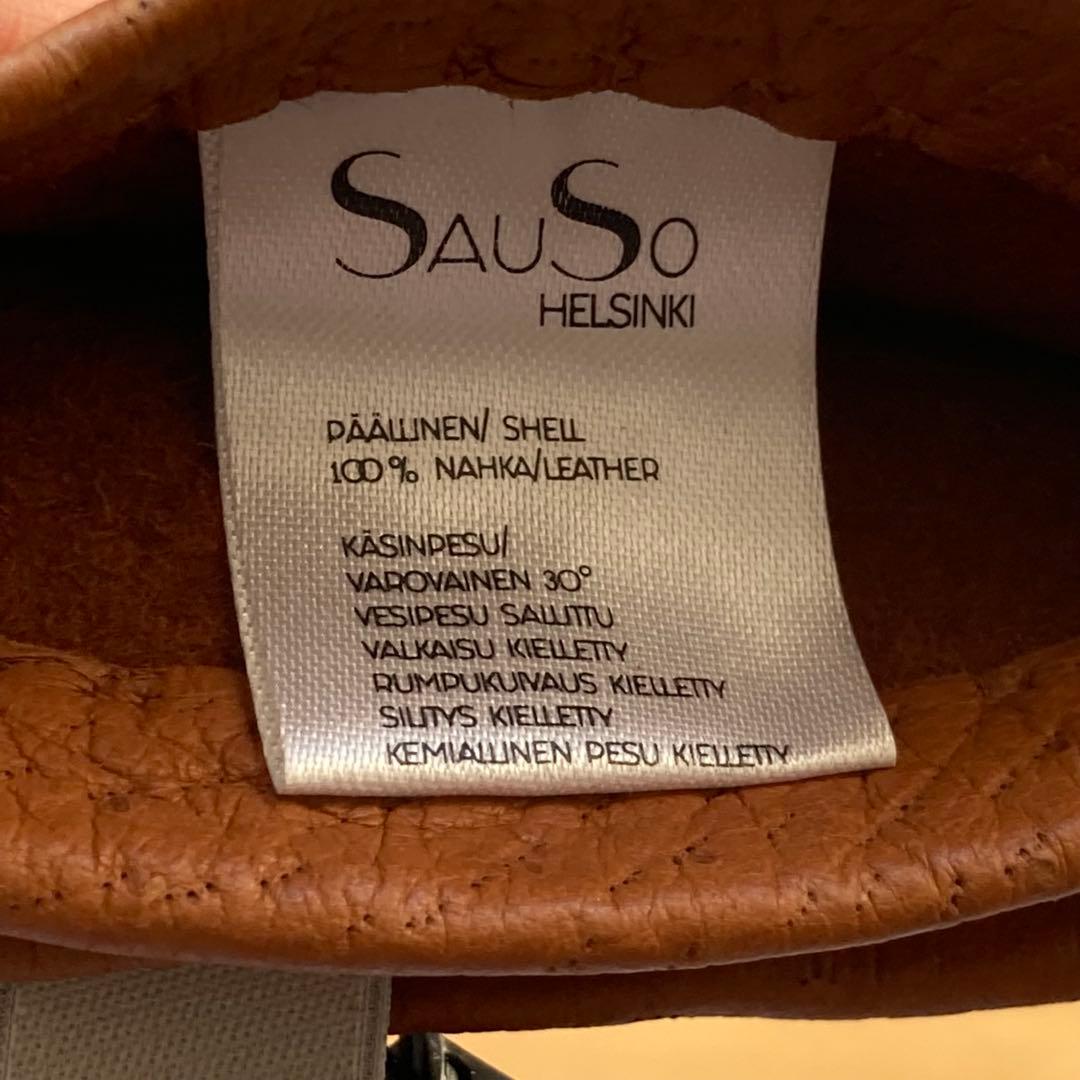 SAUSO
HELSINKI
PÄÄLLINEN/ SHELL
100 % NAHKA/LEATHER
KÄSINPESU/
VAROVAINEN 30°
VESIPESU SALLITTU
VALKAISU KIELLETTY
RUMPUKUIVAUS KIELLETTY
SILITYS KIELLETTY
KEMIALLINEN PESU KIELLETTY